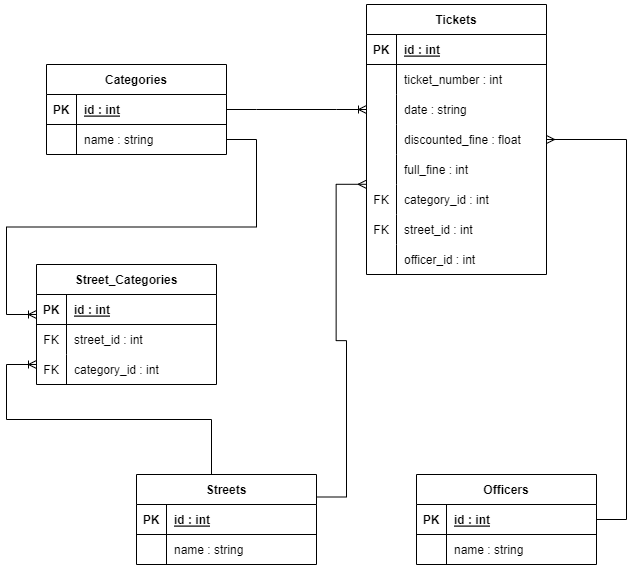 Tickets
PK id : int
ticket_number : int
date : string
discounted_fine : float
full_fine : int
FK category_id : int
FK street_id : int
officer_id : int
Categories
PK id : int
name : string
Street_Categories
PK id : int
FK street_id : int
FK category_id : int
Streets
PK id : int
name : string
Officers
PK id : int
name : string